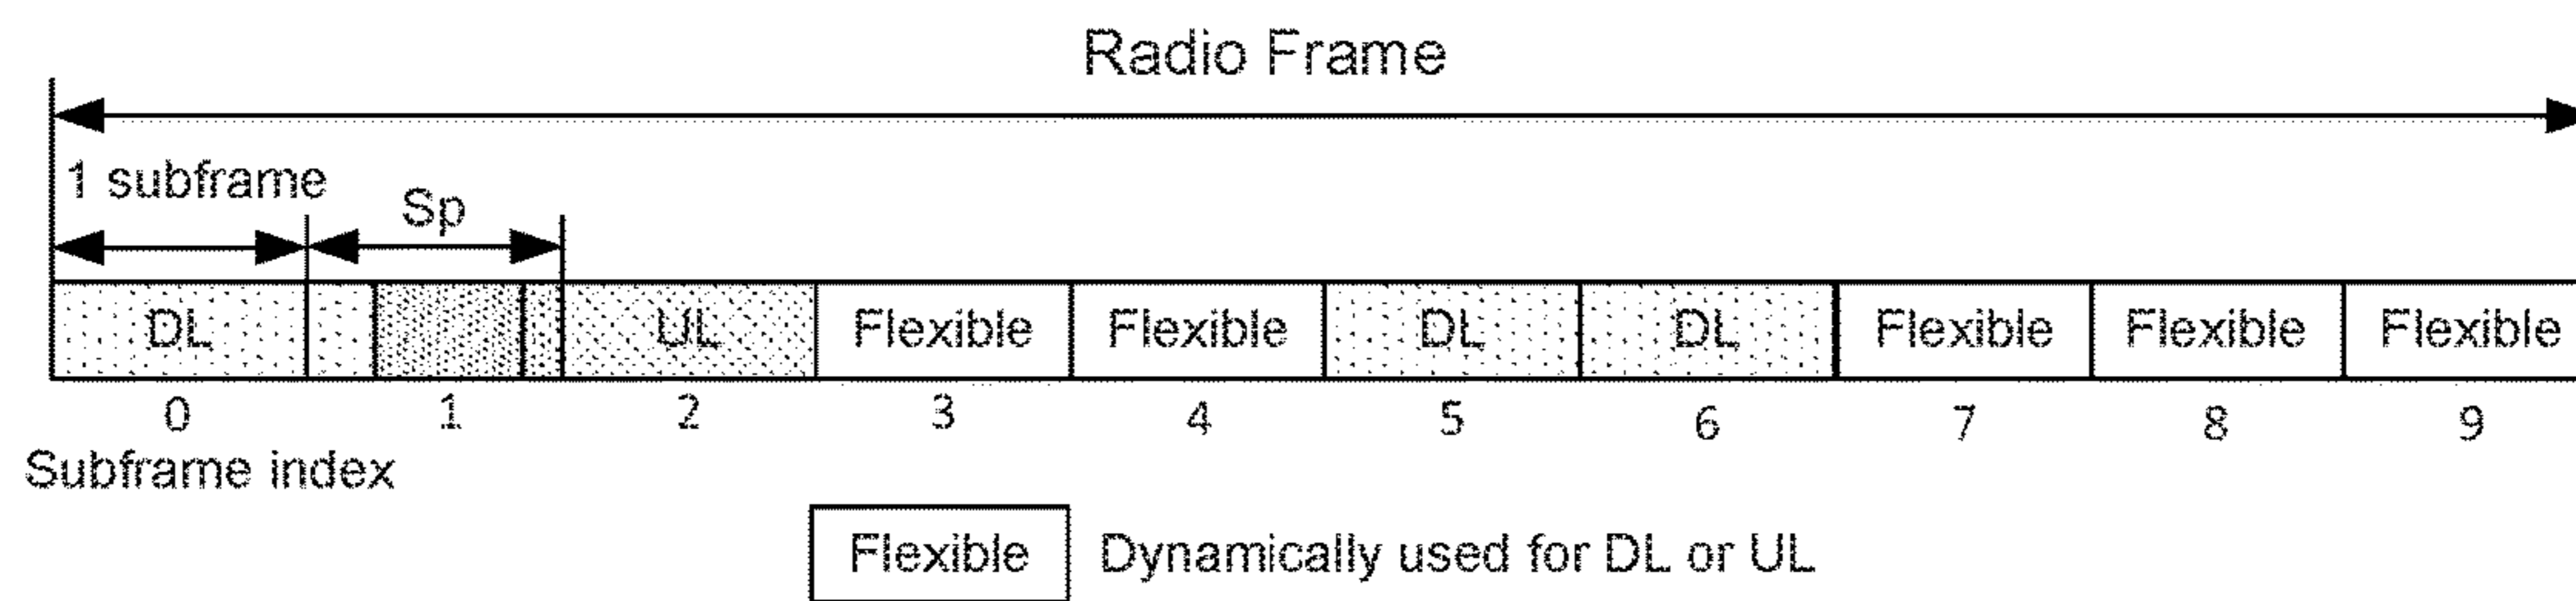 Radio Frame
1 subframe
Sp
DL UL Flexible Flexible DL DL Flexible Flexible Flexible
0 1 2 3 4 5 6 7 8 9
Subframe index
Flexible Dynamically used for DL or UL